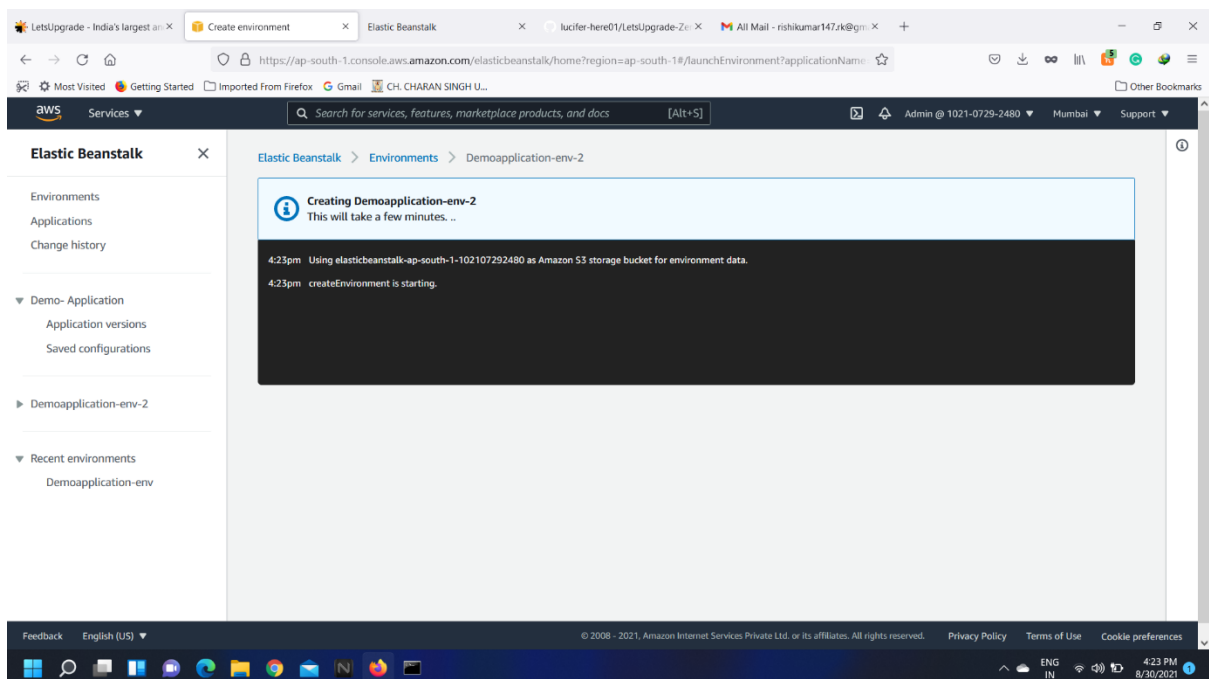 LetsUpgrade - India's largest an
Create environment
Elastic Beanstalk
lucifer-here01/LetsUpgrade-Ze
All Mail - rishikumar147.rk@gm
https://ap-south-1.console.aws.amazon.com/elasticbeanstalk/home?region=ap-south-1#/launchEnvironment?applicationName
5
Most Visited
Getting Started
Imported From Firefox
Gmail
CH. CHARAN SINGH U...
Other Bookmarks
aws
Services
Search for services, features, marketplace products, and docs
[Alt+S]
Admin @ 1021-0729-2480
Mumbai
Support
Elastic Beanstalk
Environments
Applications
Change history
Demo- Application
Application versions
Saved configurations
Demoapplication-env-2
Recent environments
Demoapplication-env
Elastic Beanstalk > Environments > Demoapplication-env-2
Creating Demoapplication-env-2
This will take a few minutes. ..
4:23pm Using elasticbeanstalk-ap-south-1-102107292480 as Amazon S3 storage bucket for environment data.
4:23pm createEnvironment is starting.
Feedback
English (US)
© 2008 - 2021, Amazon Internet Services Private Ltd. or its affiliates. All rights reserved.
Privacy Policy
Terms of Use
Cookie preferences
ENG
IN
4:23 PM
8/30/2021
1